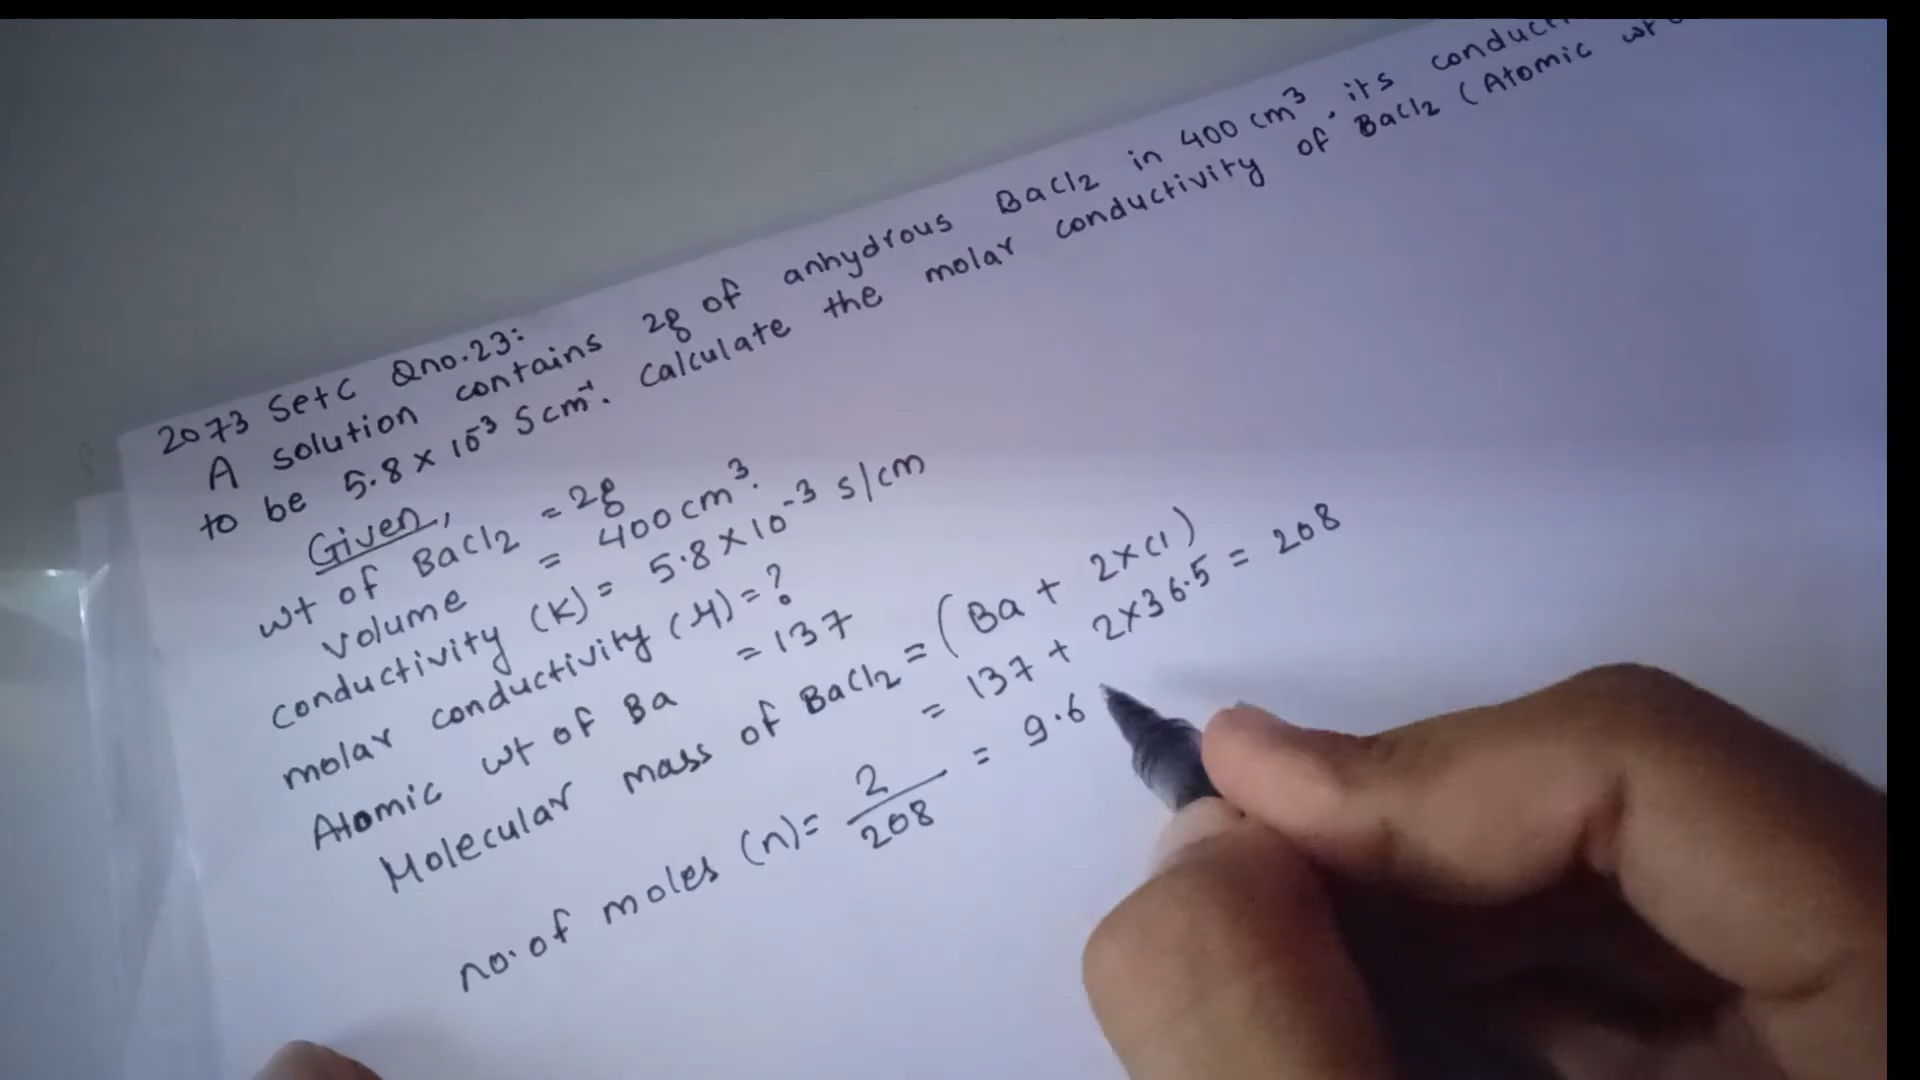 2073 Set C Qno.23:
A solution contains 2g of anhydrous BaCl2 in 400 cm³. its
to be 5.8 × 10⁻³ S cm⁻¹. Calculate the molar conductivity of BaCl2 (Atomic wt
Given,
wt of BaCl2 = 2g
volume = 400 cm³.
conductivity (K) = 5.8 × 10⁻³ s/cm
molar conductivity (μ) = ?
Atomic wt of Ba = 137
Molecular mass of BaCl2 = (Ba + 2×Cl)
= 137 + 2×36.5 = 208
no. of moles (n) = 2/208 = 9.6